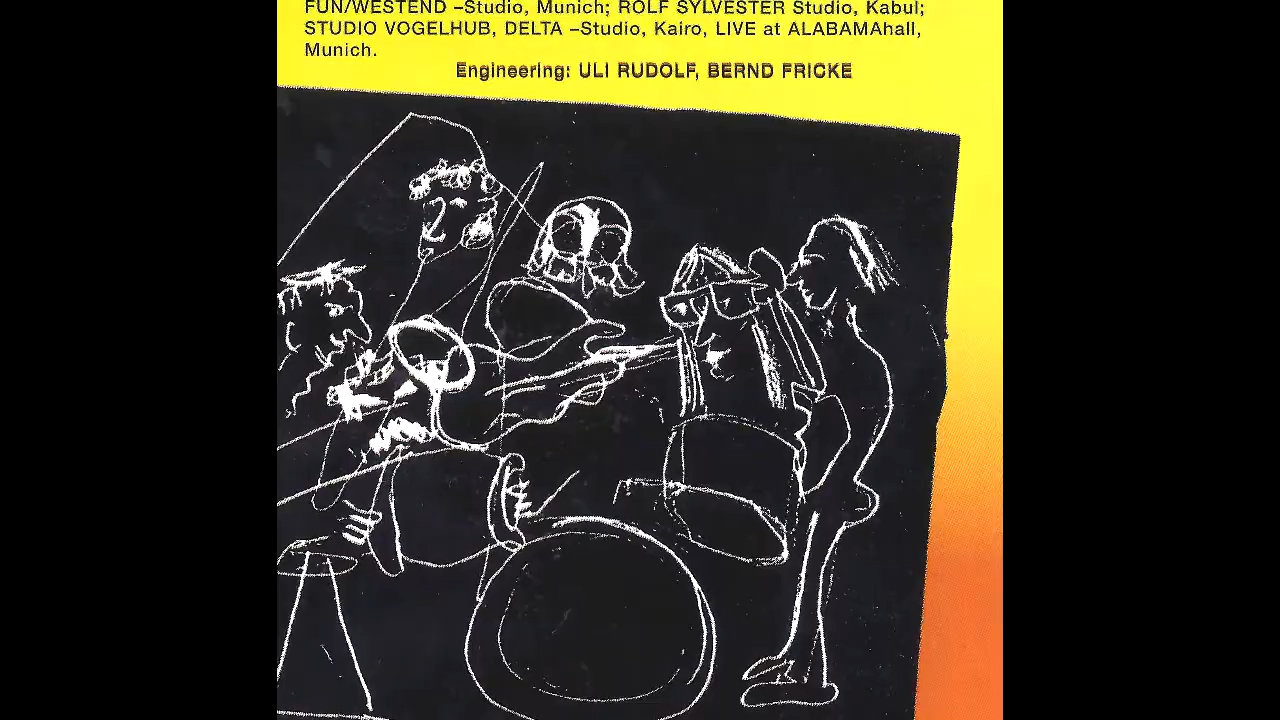 FUN/WESTEND –Studio, Munich; ROLF SYLVESTER Studio, Kabul;
STUDIO VOGELHUB, DELTA –Studio, Kairo, LIVE at ALABAMAhall,
Munich.
Engineering: ULI RUDOLF, BERND FRICKE